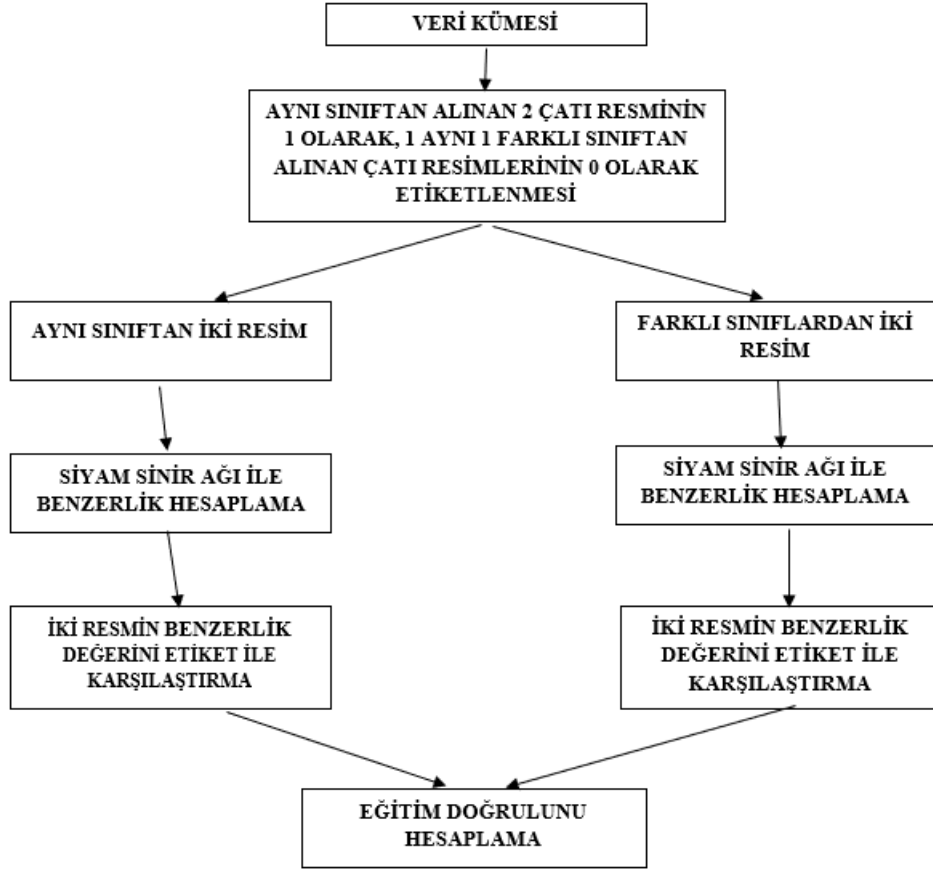 VERİ KÜMESİ
AYNI SINIFTAN ALINAN 2 ÇATI RESMİNİN
1 OLARAK, 1 AYNI 1 FARKLI SINIFTAN
ALINAN ÇATI RESİMLERİNİN 0 OLARAK
ETİKETLENMESİ
AYNI SINIFTAN İKİ RESİM
FARKLI SINIFLARDAN İKİ
RESİM
SİYAM SİNİR AĞI İLE
BENZERLİK HESAPLAMA
SİYAM SİNİR AĞI İLE
BENZERLİK HESAPLAMA
İKİ RESMİN BENZERLİK
DEĞERİNİ ETİKET İLE
KARŞILAŞTIRMA
İKİ RESMİN BENZERLİK
DEĞERİNİ ETİKET İLE
KARŞILAŞTIRMA
EĞİTİM DOĞRULUNU
HESAPLAMA